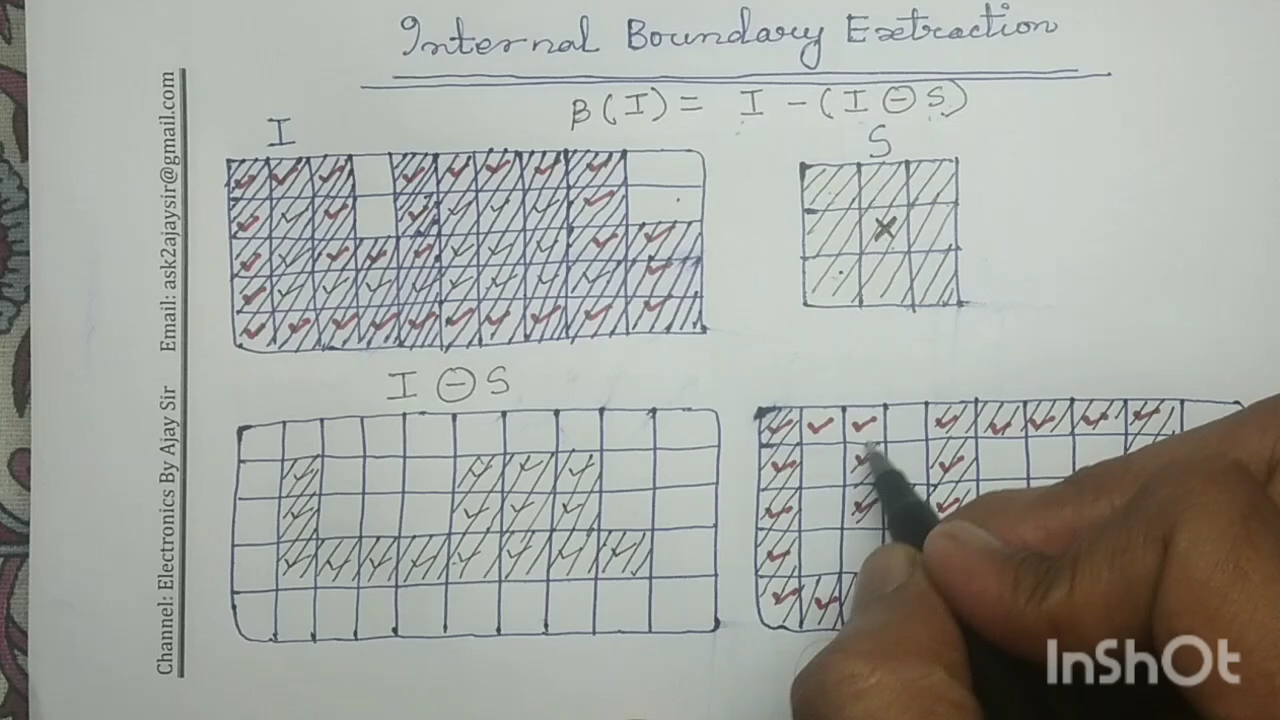 Internal Boundary Extraction
β(I) = I - (I ⊖ S)
I
S
I ⊖ S
Channel: Electronics By Ajay Sir Email: ask2ajaysir@gmail.com
InShOt